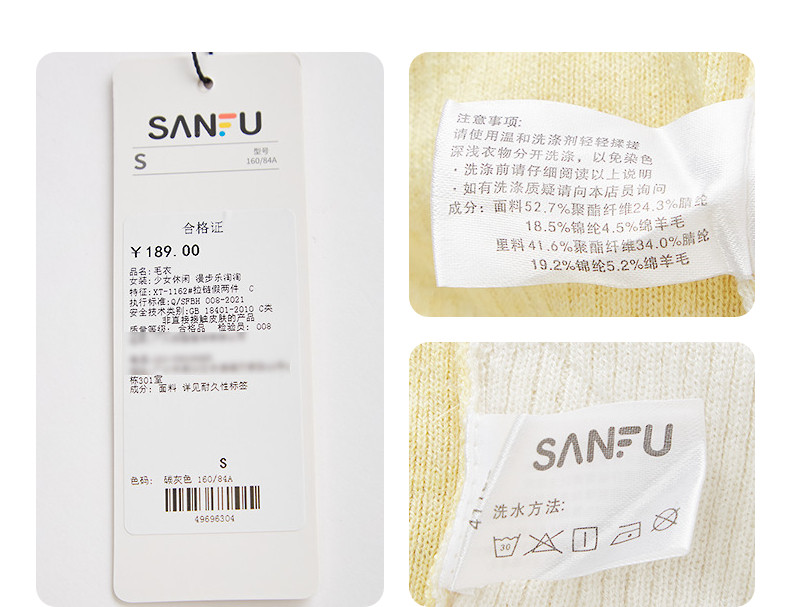 SANFU
S
型号
160/84A
合格证
￥189.00
品名:毛衣
女装:少女休闲 漫步乐淘淘
特征:XT-1162#拉链假两件 C
执行标准:Q/SFBH 008-2021
安全技术类别:GB 18401-2010 C类
非直接接触皮肤的产品
质量等级: 合格品 检验员: 008
栋301室
成分: 面料 详见耐久性标签
S
色码: 碳灰色 160/84A
49696304
注意事项:
请使用温和洗涤剂轻轻揉搓
深浅衣物分开洗涤，以免染色
·洗涤前请仔细阅读以上说明
·如有洗涤质疑请向本店员询问
成分: 面料52.7%聚酯纤维24.3%腈纶
18.5%锦纶4.5%绵羊毛
里料41.6%聚酯纤维34.0%腈纶
19.2%锦纶5.2%绵羊毛
SANFU
洗水方法:
30